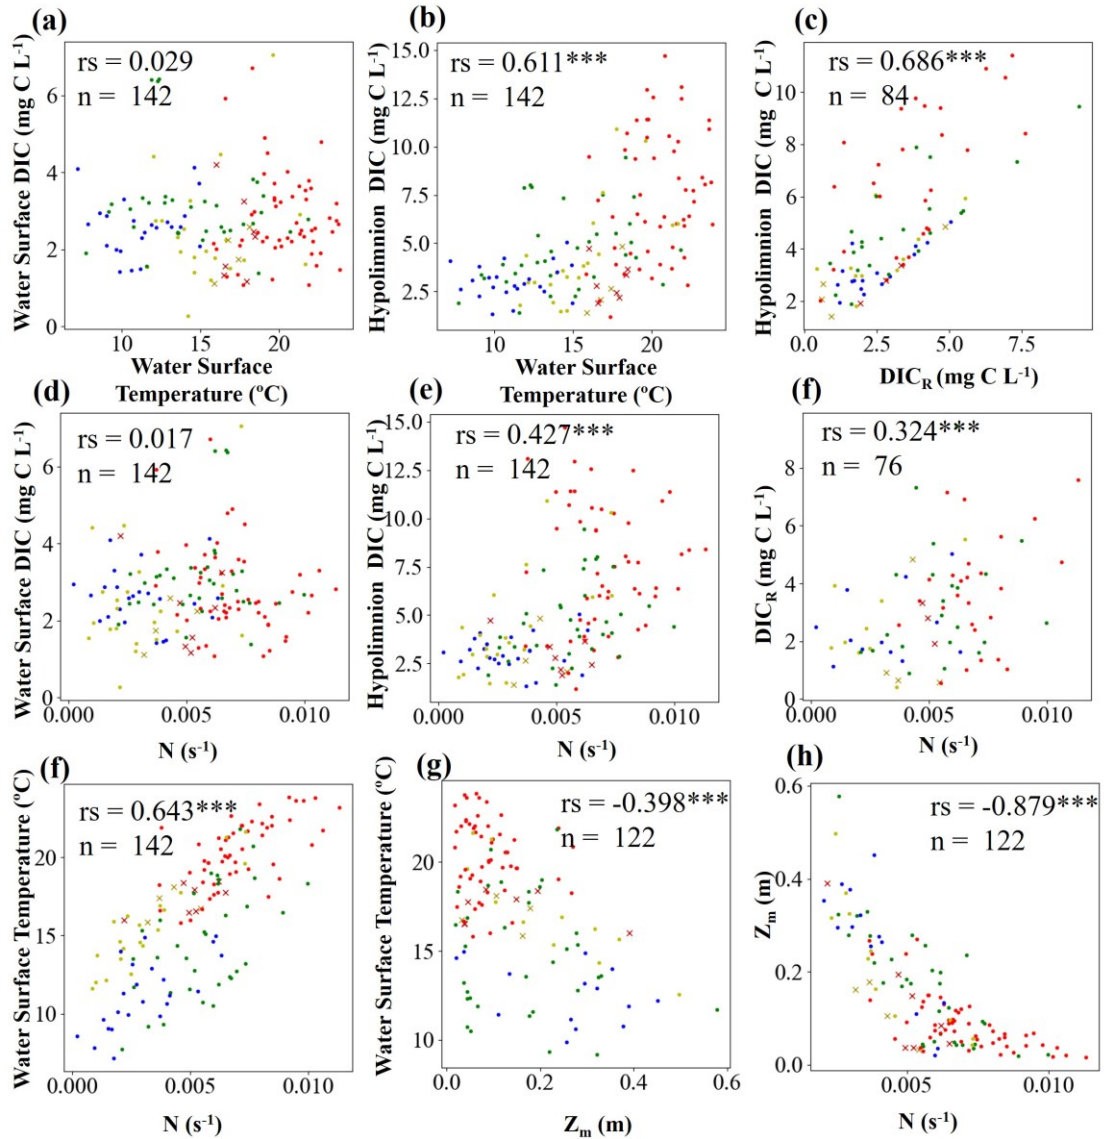 (a)
rs = 0.029
n = 142
Water Surface DIC (mg C L-1)
6
4
2
0
10 15 20
Water Surface
Temperature (ºC)
(b)
rs = 0.611***
n = 142
Hypolimnion DIC (mg C L-1)
15.0
12.5
10.0
7.5
5.0
2.5
10 15 20
Water Surface
Temperature (ºC)
(c)
rs = 0.686***
n = 84
Hypolimnion DIC (mg C L-1)
10
8
6
4
2
0.0 2.5 5.0 7.5
DICR (mg C L-1)
(d)
rs = 0.017
n = 142
Water Surface DIC (mg C L-1)
6
4
2
0
0.000 0.005 0.010
N (s-1)
(e)
rs = 0.427***
n = 142
Hypolimnion DIC (mg C L-1)
15.0
12.5
10.0
7.5
5.0
2.5
0.000 0.005 0.010
N (s-1)
(f)
rs = 0.324***
n = 76
DICR (mg C L-1)
8
6
4
2
0
0.000 0.005 0.010
N (s-1)
(f)
rs = 0.643***
n = 142
Water Surface Temperature (ºC)
20
15
10
0.000 0.005 0.010
N (s-1)
(g)
rs = -0.398***
n = 122
Water Surface Temperature (ºC)
20
15
10
0.0 0.2 0.4 0.6
Zm (m)
(h)
rs = -0.879***
n = 122
Zm (m)
0.6
0.4
0.2
0.0
0.005 0.010
N (s-1)